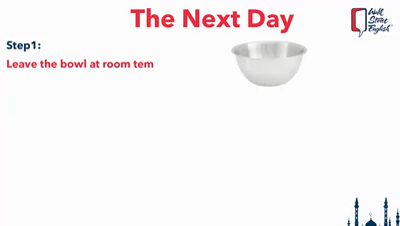 The Next Day
Wall
Street
English
Step1:
Leave the bowl at room tem